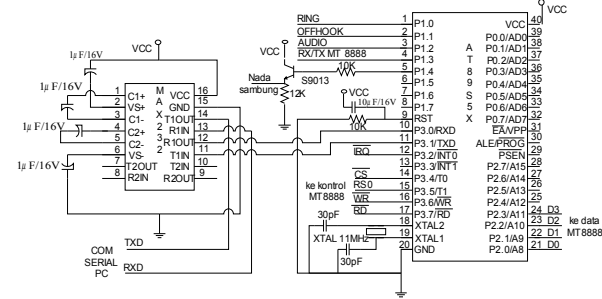 RING
OFFHOOK
AUDIO
RX/TX MT 8888
VCC
VCC
VCC
1μ F/16V
1μ F/16V
1μ F/16V
1μ F/16V
Nada
sambung
10K
S9013
12K
VCC
10μ F/16V
10K
MAX232
1 C1+
2 VS+
3 C1-
4 C2+
5 C2-
6 VS-
7 T2OUT
8 R2IN
VCC 16
GND 15
T1OUT 14
R1IN 13
R1OUT 12
T1IN 11
T2IN 10
R2OUT 9
COM
SERIAL
PC
TXD
RXD
IRQ
CS
RS0
WR
RD
ke kontrol
MT8888
30pF
XTAL 11MHz
30pF
AT8955X
1 P1.0
2 P1.1
3 P1.2
4 P1.3
5 P1.4
6 P1.5
7 P1.6
8 P1.7
9 RST
10 P3.0/RXD
11 P3.1/TXD
12 P3.2/INT0
13 P3.3/INT1
14 P3.4/T0
15 P3.5/T1
16 P3.6/WR
17 P3.7/RD
18 XTAL2
19 XTAL1
20 GND
VCC 40
P0.0/AD0 39
P0.1/AD1 38
P0.2/AD2 37
P0.3/AD3 36
P0.4/AD4 35
P0.5/AD5 34
P0.6/AD6 33
P0.7/AD7 32
EA/VPP 31
ALE/PROG 30
PSEN 29
P2.7/A15 28
P2.6/A14 27
P2.5/A13 26
P2.4/A12 25
P2.3/A11 24 D3
P2.2/A10 23 D2
P2.1/A9 22 D1
P2.0/A8 21 D0
ke data
MT8888